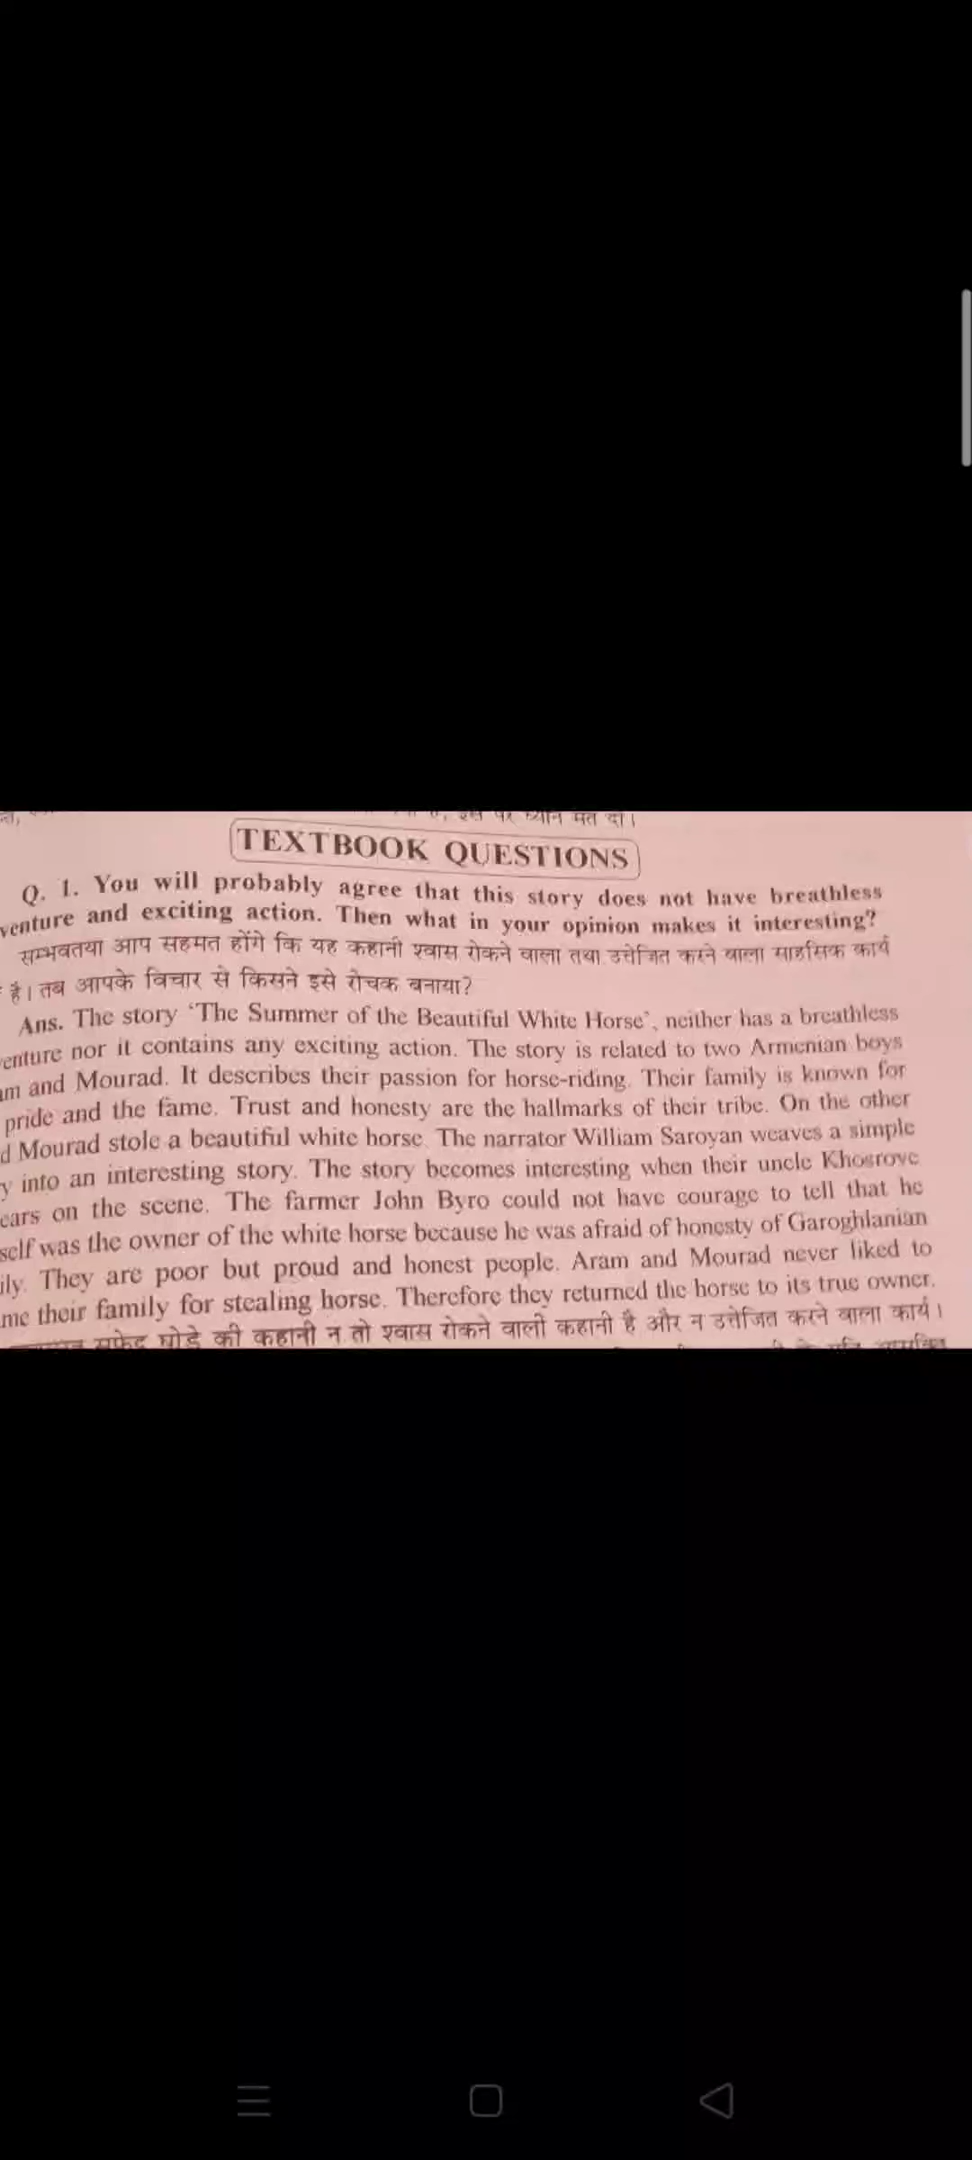 पर ध्यान मत दो।
TEXTBOOK QUESTIONS
Q. 1. You will probably agree that this story does not have breathless
venture and exciting action. Then what in your opinion makes it interesting?
सम्भवतया आप सहमत होंगे कि यह कहानी श्वास रोकने वाला तथा उत्तेजित करने वाला साहसिक कार्य
है। तब आपके विचार से किसने इसे रोचक बनाया?
Ans. The story ‘The Summer of the Beautiful White Horse’, neither has a breathless
enture nor it contains any exciting action. The story is related to two Armenian boys
am and Mourad. It describes their passion for horse-riding. Their family is known for
pride and the fame. Trust and honesty are the hallmarks of their tribe. On the other
d Mourad stole a beautiful white horse. The narrator William Saroyan weaves a simple
y into an interesting story. The story becomes interesting when their uncle Khosrove
ears on the scene. The farmer John Byro could not have courage to tell that he
self was the owner of the white horse because he was afraid of honesty of Garoghlanian
ily. They are poor but proud and honest people. Aram and Mourad never liked to
me their family for stealing horse. Therefore they returned the horse to its true owner.
सफेद घोड़े की कहानी न तो श्वास रोकने वाली कहानी है और न उत्तेजित करने वाला कार्य।